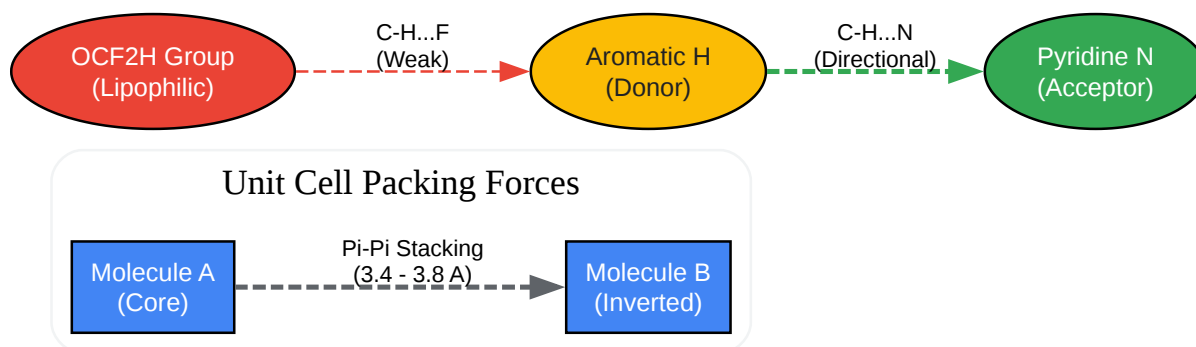 OCF2H Group
(Lipophilic)
C-H...F
(Weak)
Aromatic H
(Donor)
C-H...N
(Directional)
Pyridine N
(Acceptor)
Unit Cell Packing Forces
Molecule A
(Core)
Pi-Pi Stacking
(3.4 - 3.8 A)
Molecule B
(Inverted)